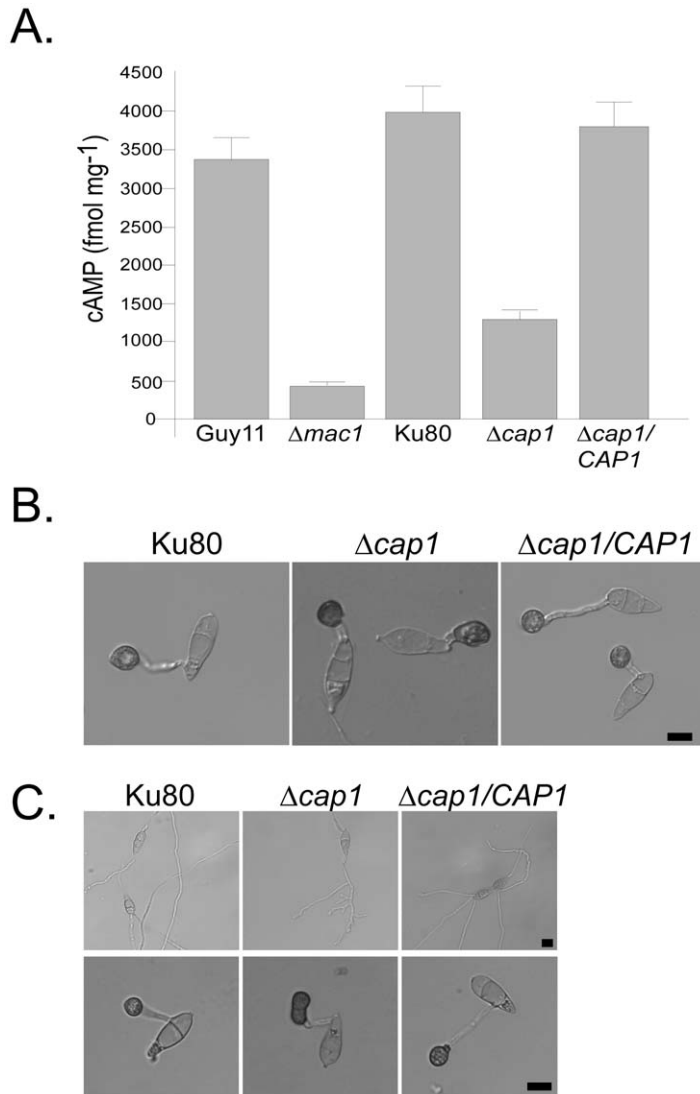 A.
cAMP (fmol mg-1)
4500
4000
3500
3000
2500
2000
1500
1000
500
0
Guy11 Δmac1 Ku80 Δcap1 Δcap1/
CAP1
B.
Ku80 Δcap1 Δcap1/CAP1
C.
Ku80 Δcap1 Δcap1/CAP1